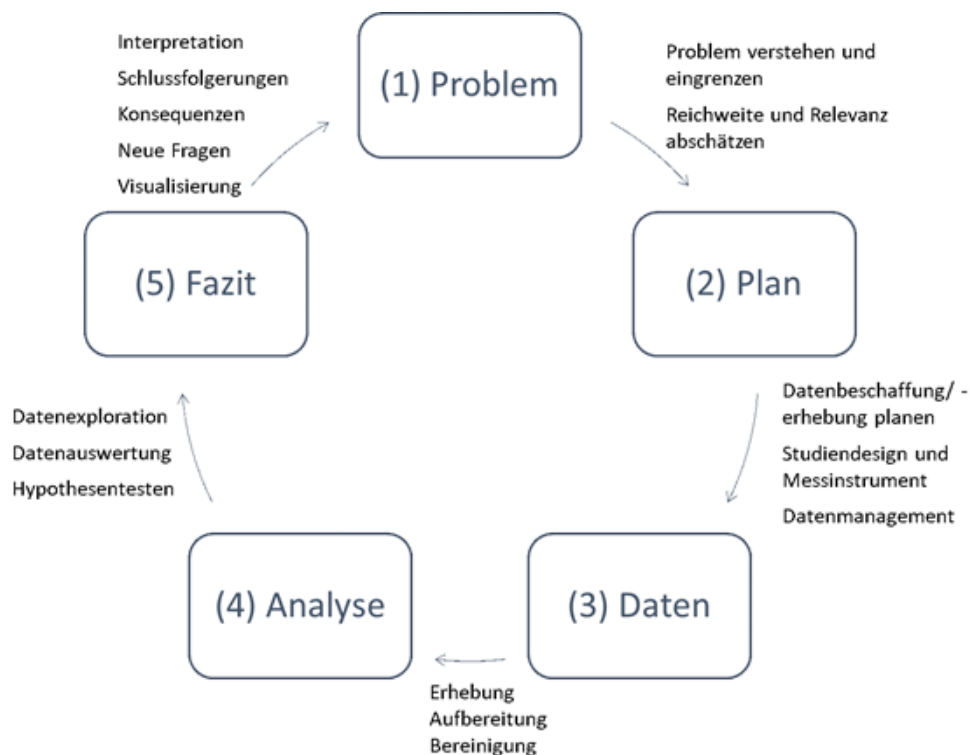 (1) Problem
Problem verstehen und
eingrenzen
Reichweite und Relevanz
abschätzen
(2) Plan
Datenbeschaffung/ -
erhebung planen
Studiendesign und
Messinstrument
Datenmanagement
(3) Daten
Erhebung
Aufbereitung
Bereinigung
(4) Analyse
Datenexploration
Datenauswertung
Hypothesentesten
(5) Fazit
Interpretation
Schlussfolgerungen
Konsequenzen
Neue Fragen
Visualisierung